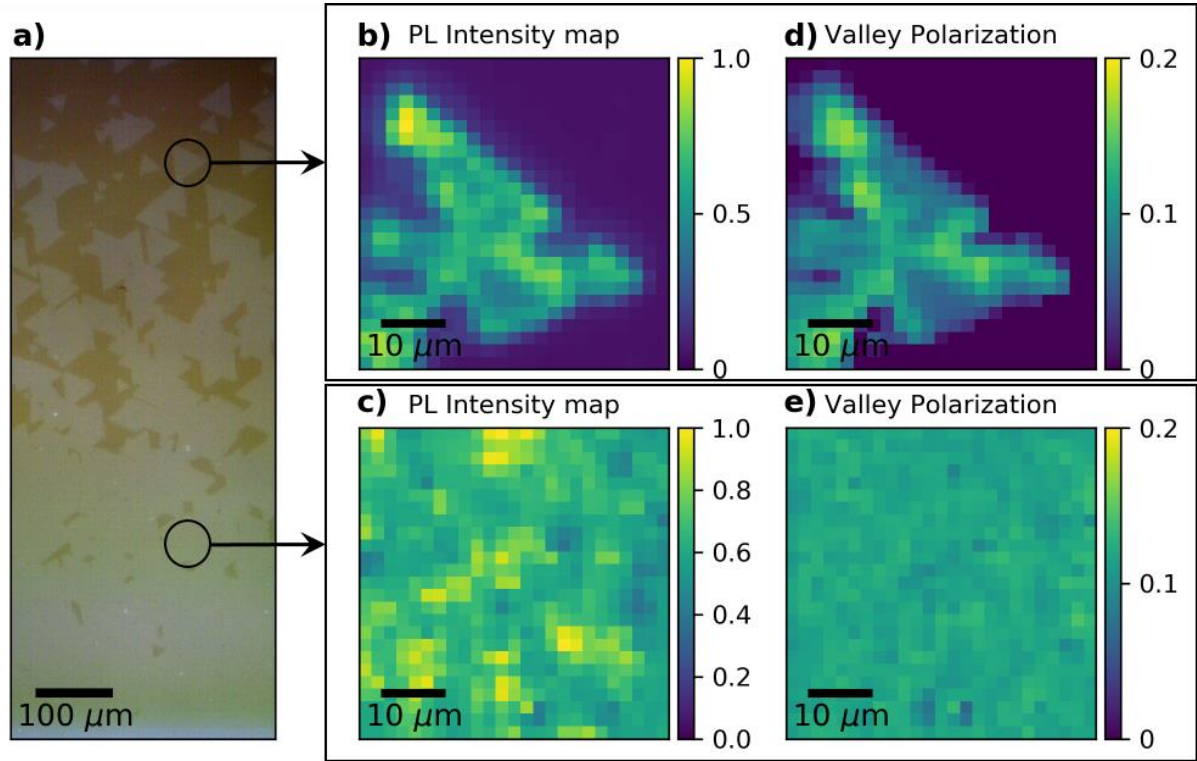 a)
100 μm
b) PL Intensity map
1.0
0.5
0
10 μm
d) Valley Polarization
0.2
0.1
0
10 μm
c) PL Intensity map
1.0
0.8
0.6
0.4
0.2
0.0
10 μm
e) Valley Polarization
0.2
0.1
0
10 μm